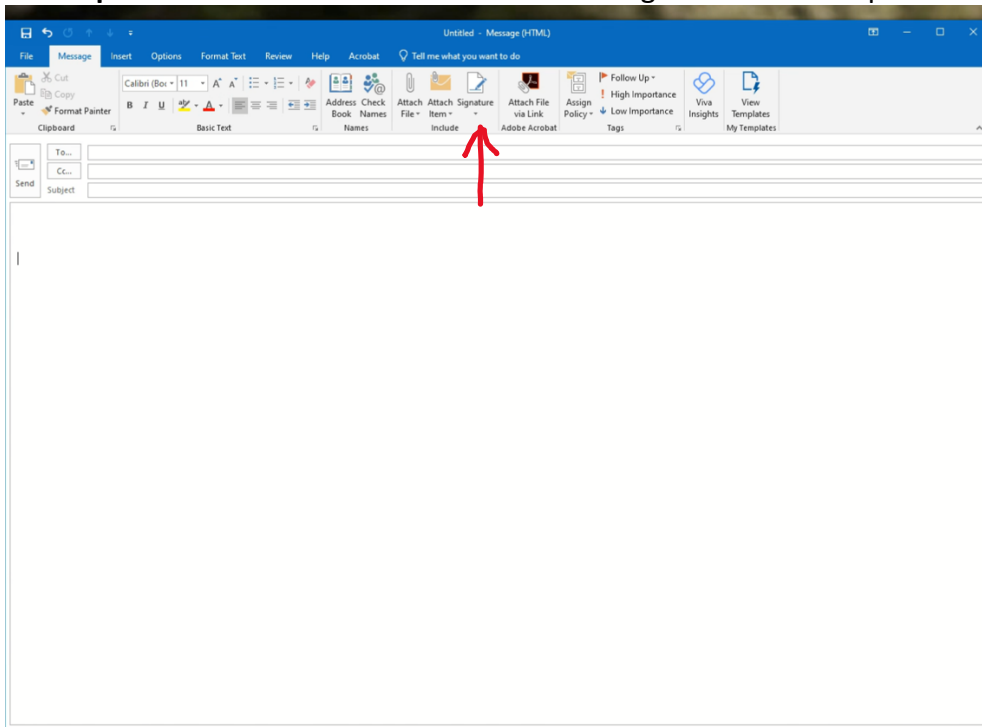 Untitled - Message (HTML)
File Message Insert Options Format Text Review Help Acrobat Tell me what you want to do
Paste
Cut
Copy
Format Painter
Clipboard
Calibri (Boc 11
B I U
Basic Text
Address Book
Check Names
Names
Attach File
Attach Item
Signature
Include
Attach File via Link
Adobe Acrobat
Assign Policy
Follow Up
High Importance
Low Importance
Tags
Viva Insights
View Templates
My Templates
Send
To...
Cc...
Subject